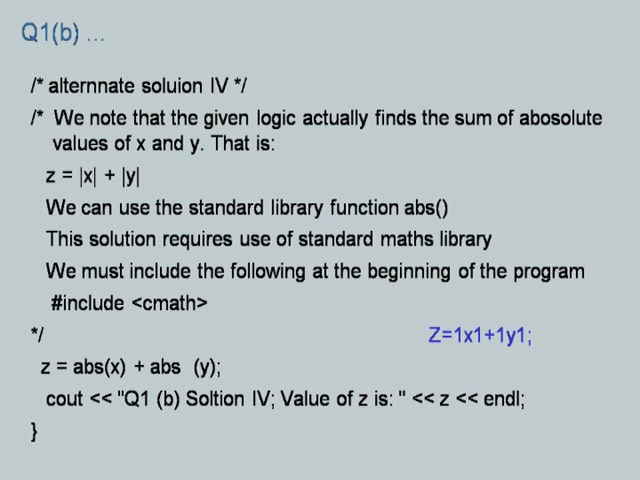 Q1(b) ...
/* alternnate soluion IV */
/* We note that the given logic actually finds the sum of abosolute
values of x and y. That is:
z = |x| + |y|
We can use the standard library function abs()
This solution requires use of standard maths library
We must include the following at the beginning of the program
#include <cmath>
*/
Z=1x1+1y1;
z = abs(x) + abs (y);
cout << "Q1 (b) Soltion IV; Value of z is: " << z << endl;
}